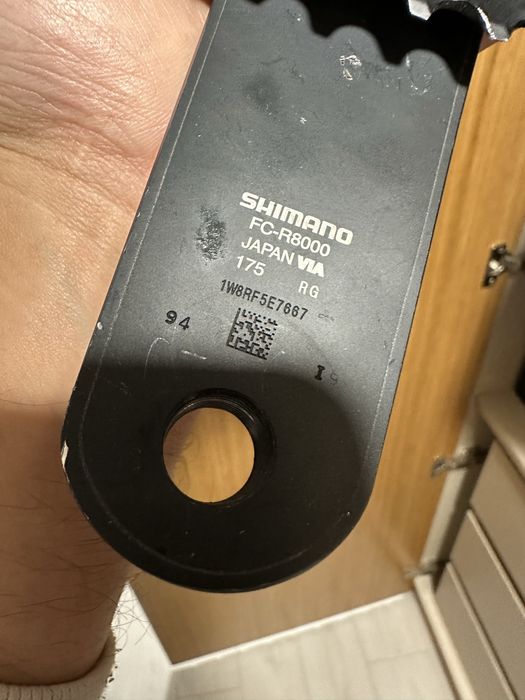 SHIMANO
FC-R8000
JAPAN VIA
175 RG
1W8RF5E7667
94
I